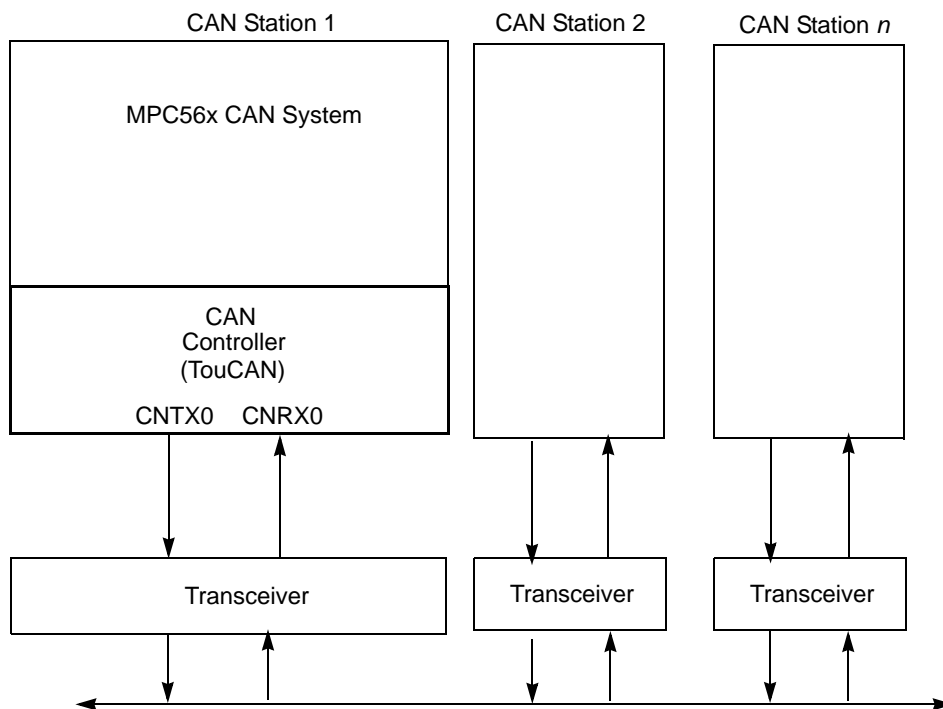 CAN Station 1
CAN Station 2
CAN Station n
MPC56x CAN System
CAN
Controller
(TouCAN)
CNTX0 CNRX0
Transceiver
Transceiver
Transceiver